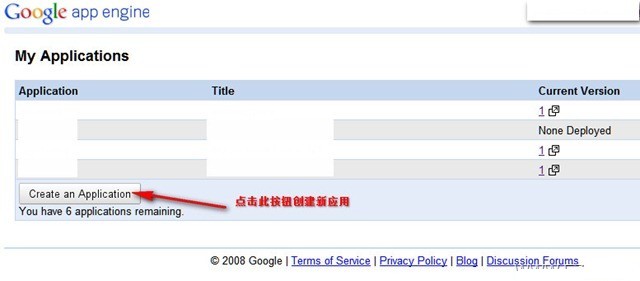 Google app engine
My Applications
Application Title Current Version
1
None Deployed
1
1
Create an Application
点击此按钮创建新应用
You have 6 applications remaining.
© 2008 Google | Terms of Service | Privacy Policy | Blog | Discussion Forums